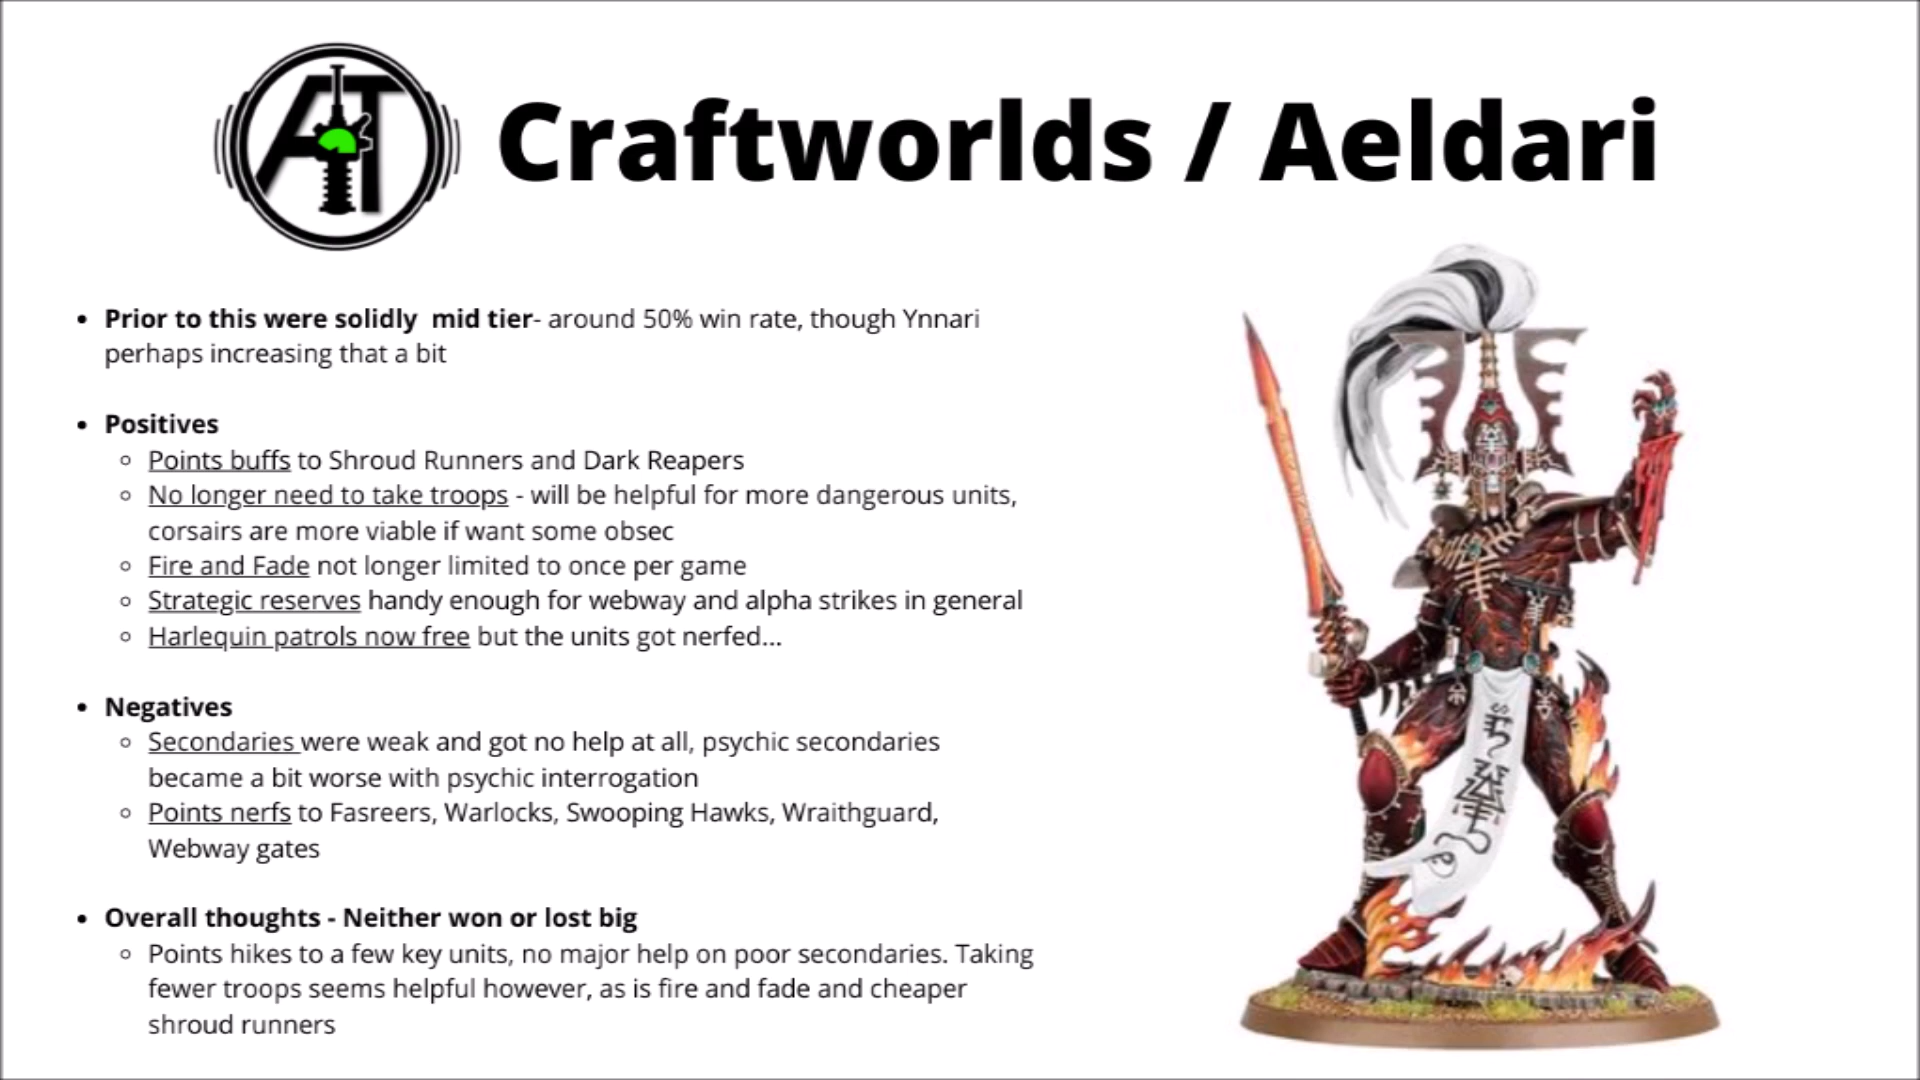 AT
Craftworlds / Aeldari
• Prior to this were solidly  mid tier- around 50% win rate, though Ynnari
perhaps increasing that a bit
• Positives
◦ Points buffs to Shroud Runners and Dark Reapers
◦ No longer need to take troops - will be helpful for more dangerous units,
corsairs are more viable if want some obsec
◦ Fire and Fade not longer limited to once per game
◦ Strategic reserves handy enough for webway and alpha strikes in general
◦ Harlequin patrols now free but the units got nerfed...
• Negatives
◦ Secondaries were weak and got no help at all, psychic secondaries
became a bit worse with psychic interrogation
◦ Points nerfs to Fasreers, Warlocks, Swooping Hawks, Wraithguard,
Webway gates
• Overall thoughts - Neither won or lost big
◦ Points hikes to a few key units, no major help on poor secondaries. Taking
fewer troops seems helpful however, as is fire and fade and cheaper
shroud runners